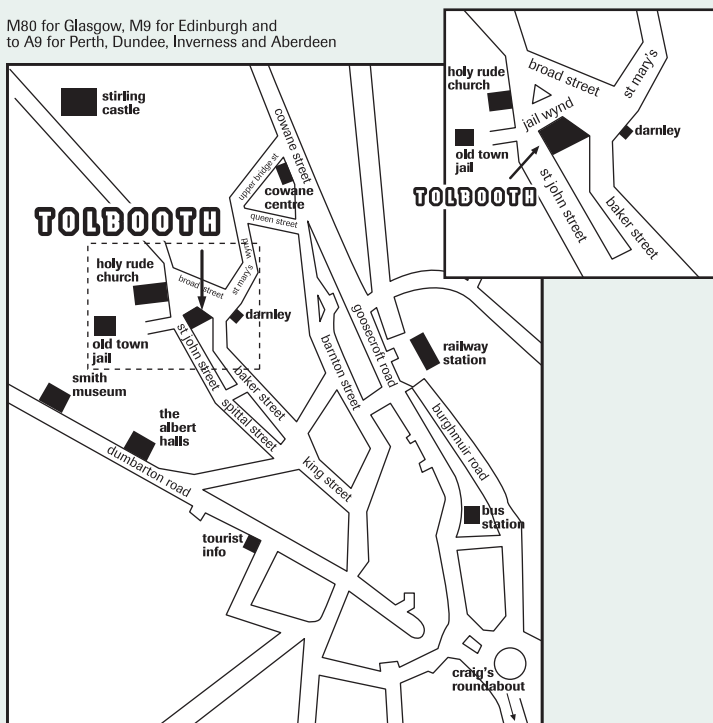 M80 for Glasgow, M9 for Edinburgh and
to A9 for Perth, Dundee, Inverness and Aberdeen
stirling
castle
cowane street
upper bridge st
cowane
centre
queen street
TOLBOOTH
st mary's
wynd
holy rude
church
broad street
darnley
old town
jail
st john street
baker street
spittal street
smith
museum
the
albert
halls
dumbarton road
king street
barnton street
goosecroft road
railway
station
burghmuir road
bus
station
tourist
info
craig's
roundabout
holy rude
church
broad street
st mary's
jail wynd
darnley
old town
jail
TOLBOOTH
st john street
baker street